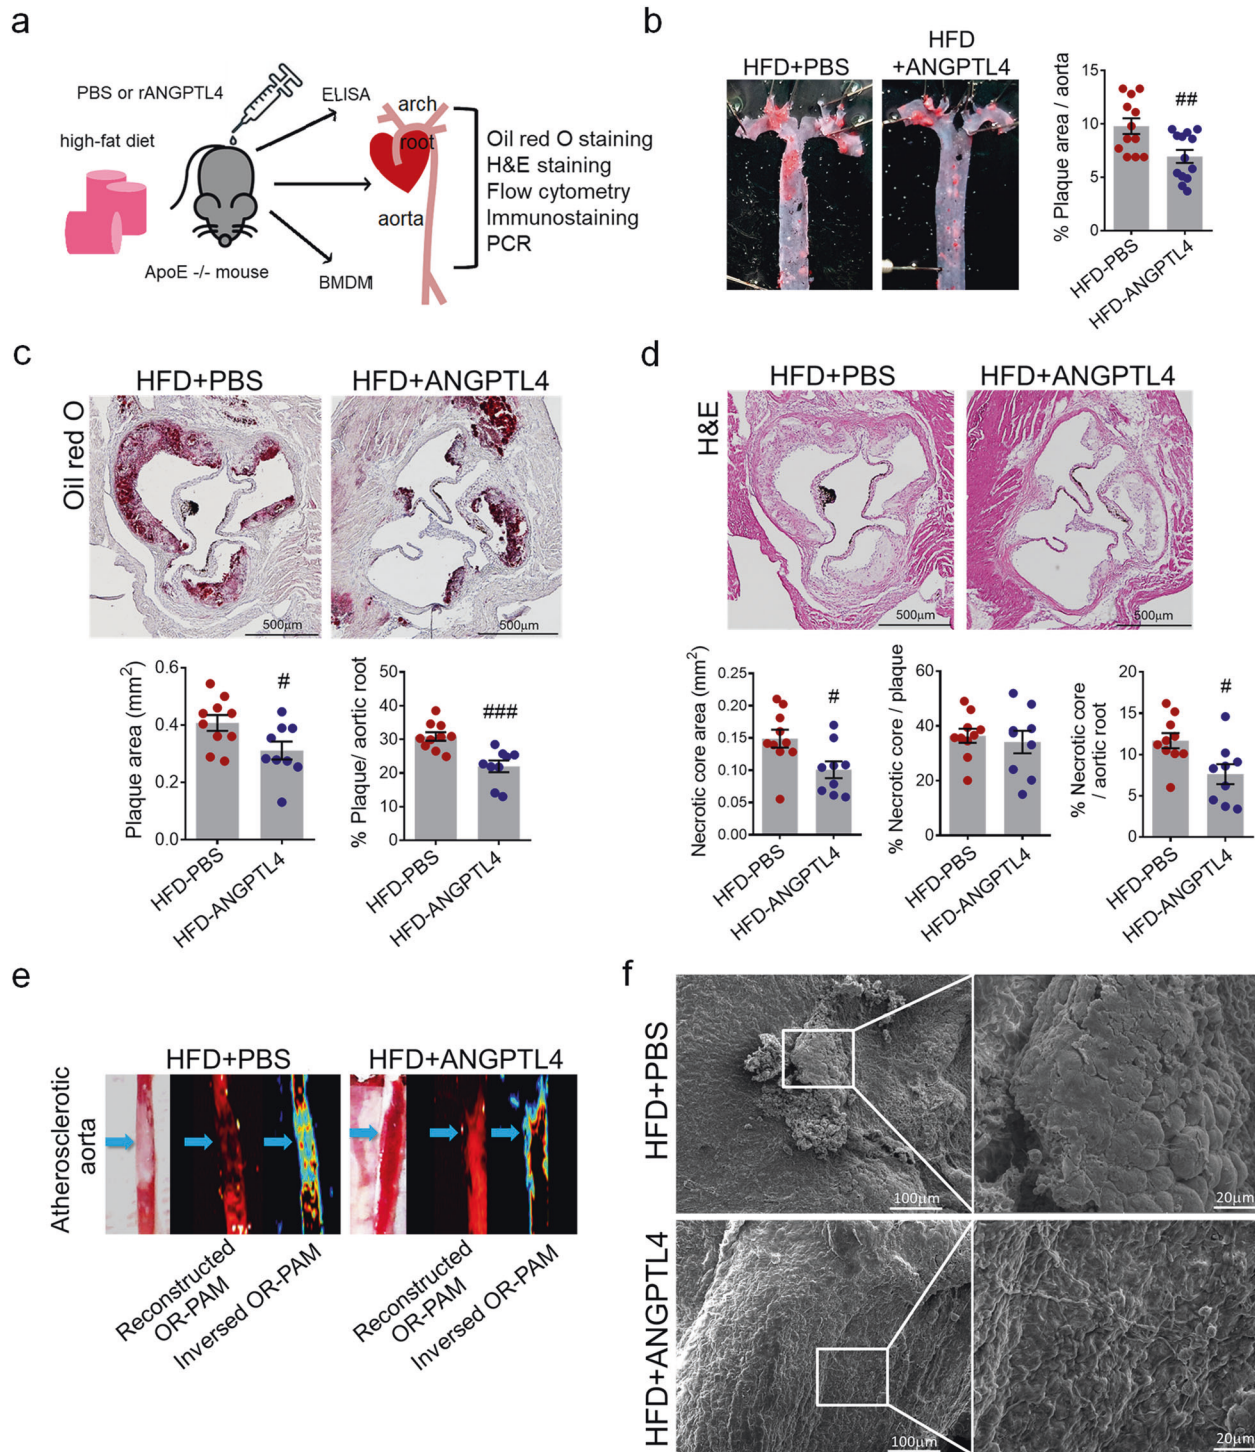 a
PBS or rANGPTL4
high-fat diet
ApoE -/- mouse
ELISA
BMDM
arch
root
aorta
Oil red O staining
H&E staining
Flow cytometry
Immunostaining
PCR
b
HFD+PBS
HFD
+ANGPTL4
% Plaque area / aorta
15
10
5
0
##
HFD-PBS
HFD-ANGPTL4
c
HFD+PBS
HFD+ANGPTL4
Oil red O
500μm
500μm
Plaque area (mm²)
0.6
0.4
0.2
0.0
#
HFD-PBS
HFD-ANGPTL4
% Plaque/ aortic root
50
40
30
20
10
0
###
HFD-PBS
HFD-ANGPTL4
d
HFD+PBS
HFD+ANGPTL4
H&E
500μm
500μm
Necrotic core area (mm²)
0.25
0.20
0.15
0.10
0.05
0.00
#
HFD-PBS
HFD-ANGPTL4
% Necrotic core / plaque
60
40
20
0
HFD-PBS
HFD-ANGPTL4
% Necrotic core
/ aortic root
20
15
10
5
0
#
HFD-PBS
HFD-ANGPTL4
e
HFD+PBS
HFD+ANGPTL4
Atherosclerotic
aorta
Reconstructed
OR-PAM
Inversed OR-PAM
Reconstructed
OR-PAM
Inversed OR-PAM
f
HFD+PBS
100μm
20μm
HFD+ANGPTL4
100μm
20μm